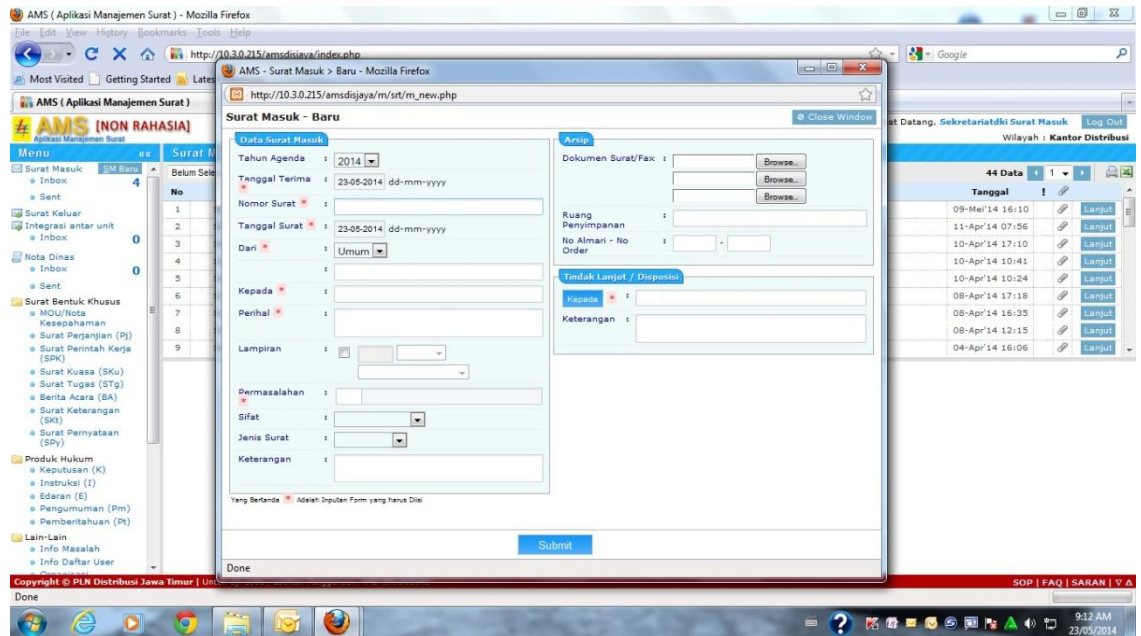 AMS ( Aplikasi Manajemen Surat ) - Mozilla Firefox
File Edit View History Bookmarks Tools Help
http://10.3.0.215/amsdisjaya/index.php
Google
Most Visited Getting Started Lates
AMS ( Aplikasi Manajemen Surat )
AMS [NON RAHASIA]
Aplikasi Manajemen Surat
at Datang, Sekretariatdki Surat Masuk Log Out
Wilayah : Kantor Distribusi
Menu «« Surat M
Surat Masuk SM Baru
Inbox 4
Sent
Surat Keluar
Integrasi antar unit
Inbox 0
Nota Dinas
Inbox 0
Sent
Surat Bentuk Khusus
MOU/Nota
Kesepahaman
Surat Perjanjian (Pj)
Surat Perintah Kerja
(SPK)
Surat Kuasa (SKu)
Surat Tugas (STg)
Berita Acara (BA)
Surat Keterangan
(SKt)
Surat Pernyataan
(SPy)
Produk Hukum
Keputusan (K)
Instruksi (I)
Edaran (E)
Pengumuman (Pm)
Pemberitahuan (Pt)
Lain-Lain
Info Masalah
Info Daftar User
Belum Sele
No
1
2
3
4
5
6
7
8
9
AMS - Surat Masuk > Baru - Mozilla Firefox
http://10.3.0.215/amsdisjaya/m/srt/m_new.php
Surat Masuk - Baru
Close Window
Data Surat Masuk
Tahun Agenda : 2014
Tanggal Terima * : 23-05-2014 dd-mm-yyyy
Nomor Surat * :
Tanggal Surat * : 23-05-2014 dd-mm-yyyy
Dari * : Umum
:
Kepada * :
Perihal * :
Lampiran :
Permasalahan * :
Sifat :
Jenis Surat :
Keterangan :
Yang Bertanda * Adalah Inputan Form yang harus Diisi
Arsip
Dokumen Surat/Fax : Browse...
Browse...
Browse...
Ruang
Penyimpanan :
No Almari - No
Order : -
Tindak Lanjut / Disposisi
Kepada * :
Keterangan :
Submit
Done
44 Data 1
Tanggal !
09-Mei'14 16:10 Lanjut
11-Apr'14 07:56 Lanjut
10-Apr'14 17:10 Lanjut
10-Apr'14 10:41 Lanjut
10-Apr'14 10:24 Lanjut
08-Apr'14 17:18 Lanjut
08-Apr'14 16:35 Lanjut
08-Apr'14 12:15 Lanjut
04-Apr'14 16:06 Lanjut
Copyright © PLN Distribusi Jawa Timur |
SOP | FAQ | SARAN |
Done
9:12 AM
23/05/2014